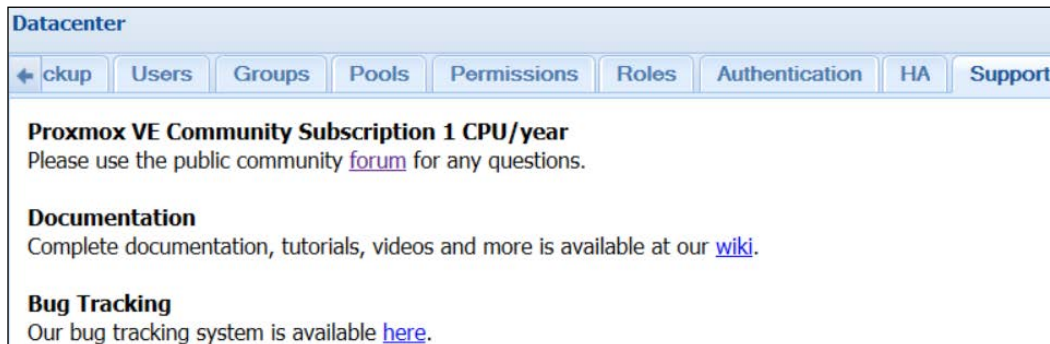 Datacenter
ckup Users Groups Pools Permissions Roles Authentication HA Support
Proxmox VE Community Subscription 1 CPU/year
Please use the public community forum for any questions.
Documentation
Complete documentation, tutorials, videos and more is available at our wiki.
Bug Tracking
Our bug tracking system is available here.